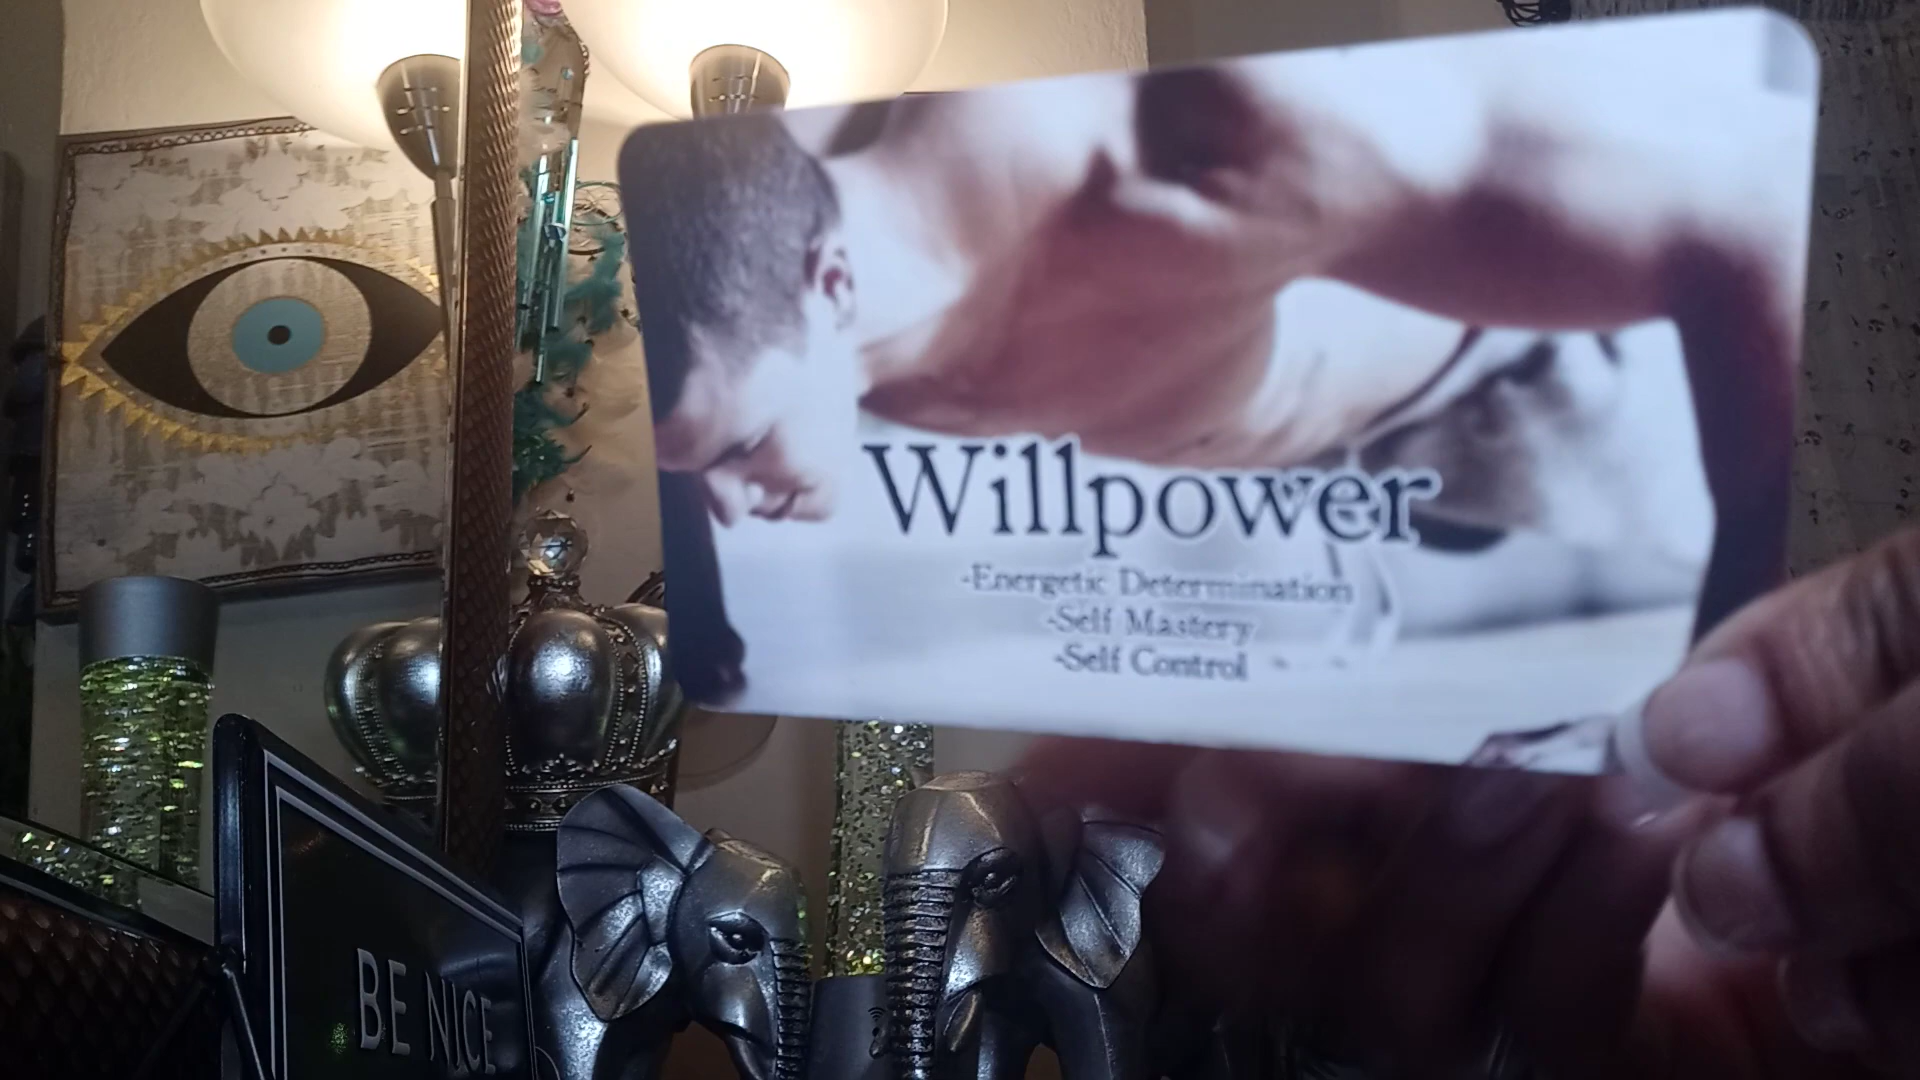 Willpower
-Energetic Determination
-Self Mastery
-Self Control
BE NICE